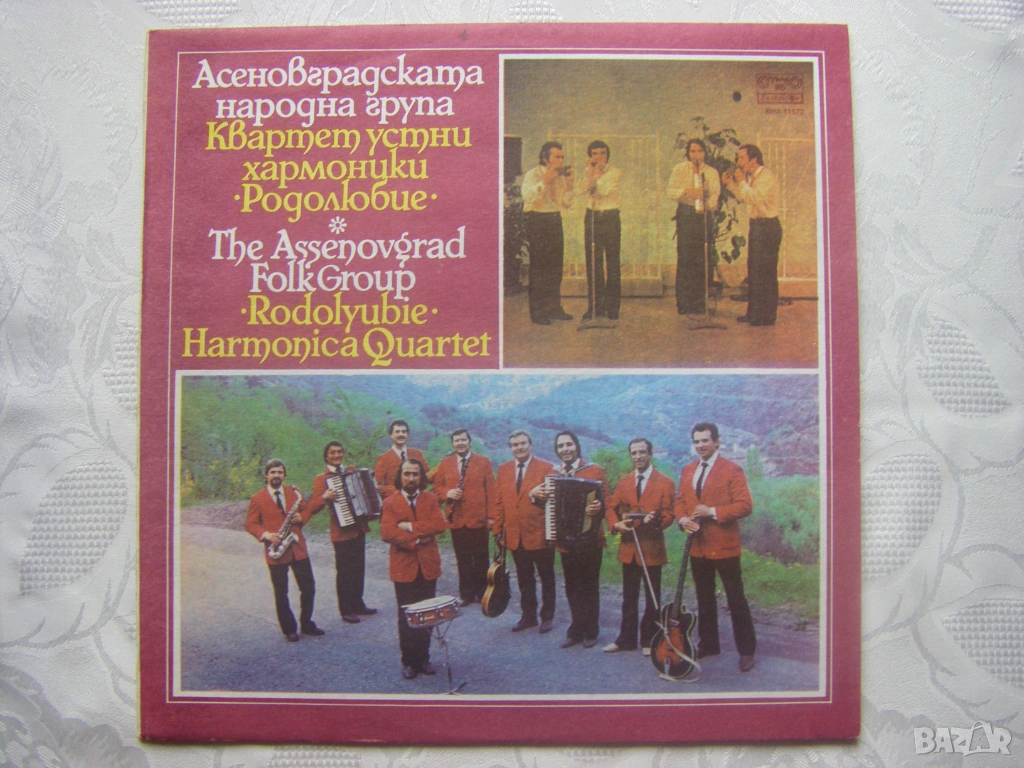 Асеновградската
народна група
Квартет устни
хармоники
·Родолюбие·
*
The Assenovgrad
Folk Group
·Rodolyubie·
Harmonica Quartet
BAZAR